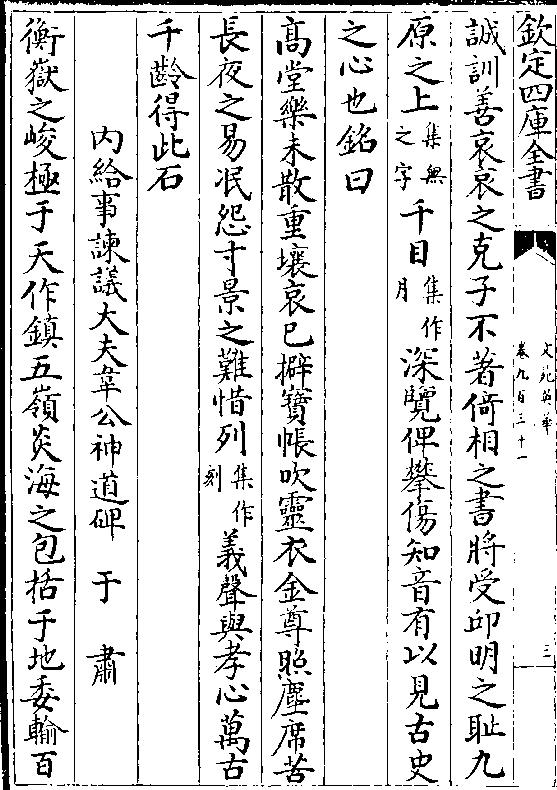 欽定四庫全書
文苑英華
卷九百三十一
三
誠訓善哀哀之克子不著倚相之書將受邱明之耻九
原之上集無之字千目集作月深覽俾攀傷知音有以見古史
之心也銘曰
髙堂樂未散重壤哀已擗寶帳吹靈衣金尊照塵席苦
長夜之易冺怨寸景之難惜列集作刻義聲與孝心萬古
千齡得此石
内給事諫議大夫韋公神道碑 于肅
衡嶽之峻極于天作鎮五嶺炎海之包括于地委輸百